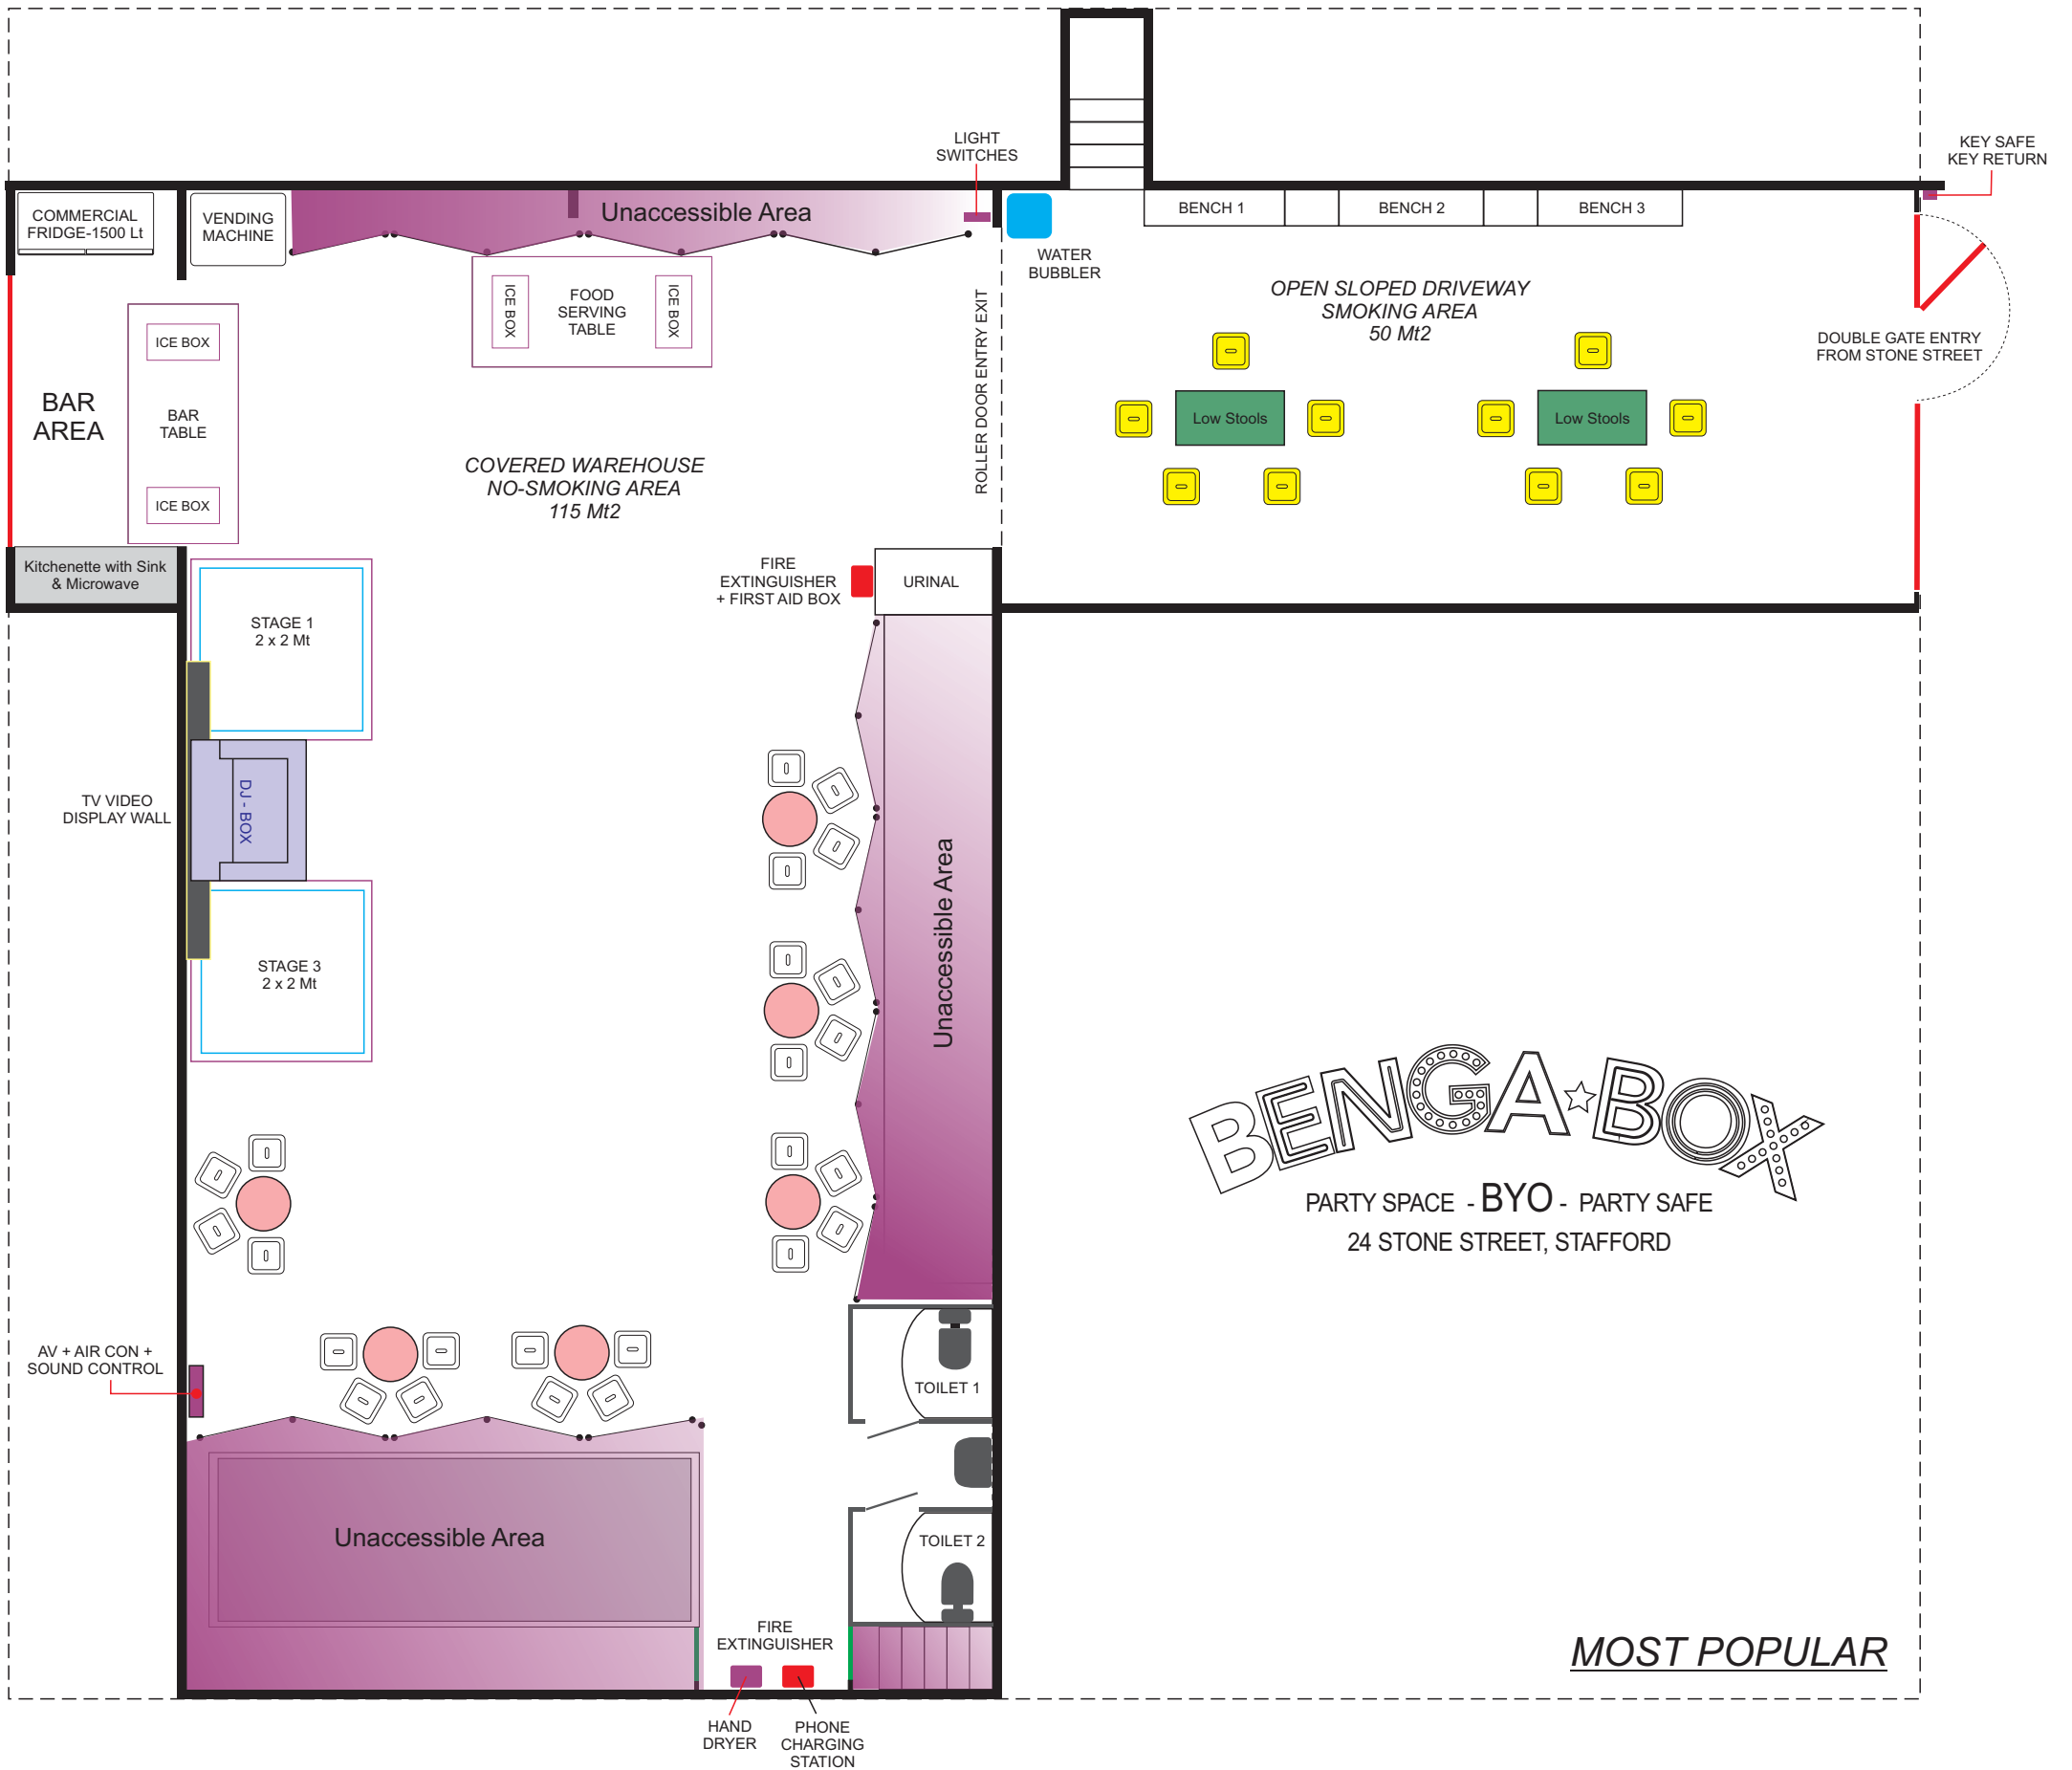 LIGHT
SWITCHES
KEY SAFE
KEY RETURN
COMMERCIAL
FRIDGE-1500 Lt
VENDING
MACHINE
Unaccessible Area
BENCH 1
BENCH 2
BENCH 3
WATER
BUBBLER
ICE BOX
FOOD
SERVING
TABLE
ICE BOX
ROLLER DOOR ENTRY EXIT
OPEN SLOPED DRIVEWAY
SMOKING AREA
50 Mt2
DOUBLE GATE ENTRY
FROM STONE STREET
ICE BOX
BAR
AREA
BAR
TABLE
ICE BOX
Low Stools
Low Stools
COVERED WAREHOUSE
NO-SMOKING AREA
115 Mt2
Kitchenette with Sink
& Microwave
FIRE
EXTINGUISHER
+ FIRST AID BOX
URINAL
STAGE 1
2 x 2 Mt
TV VIDEO
DISPLAY WALL
DJ - BOX
Unaccessible Area
STAGE 3
2 x 2 Mt
BENGA BOX
PARTY SPACE - BYO - PARTY SAFE
24 STONE STREET, STAFFORD
AV + AIR CON +
SOUND CONTROL
TOILET 1
Unaccessible Area
TOILET 2
FIRE
EXTINGUISHER
MOST POPULAR
HAND
DRYER
PHONE
CHARGING
STATION